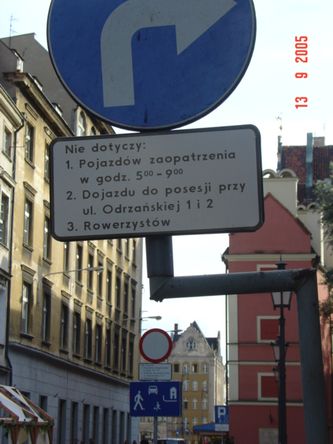 Nie dotyczy:
1. Pojazdów zaopatrzenia
w godz. 5⁰⁰ - 9⁰⁰
2. Dojazdu do posesji przy
ul. Odrzańskiej 1 i 2
3. Rowerzystów
P
13 9 2005